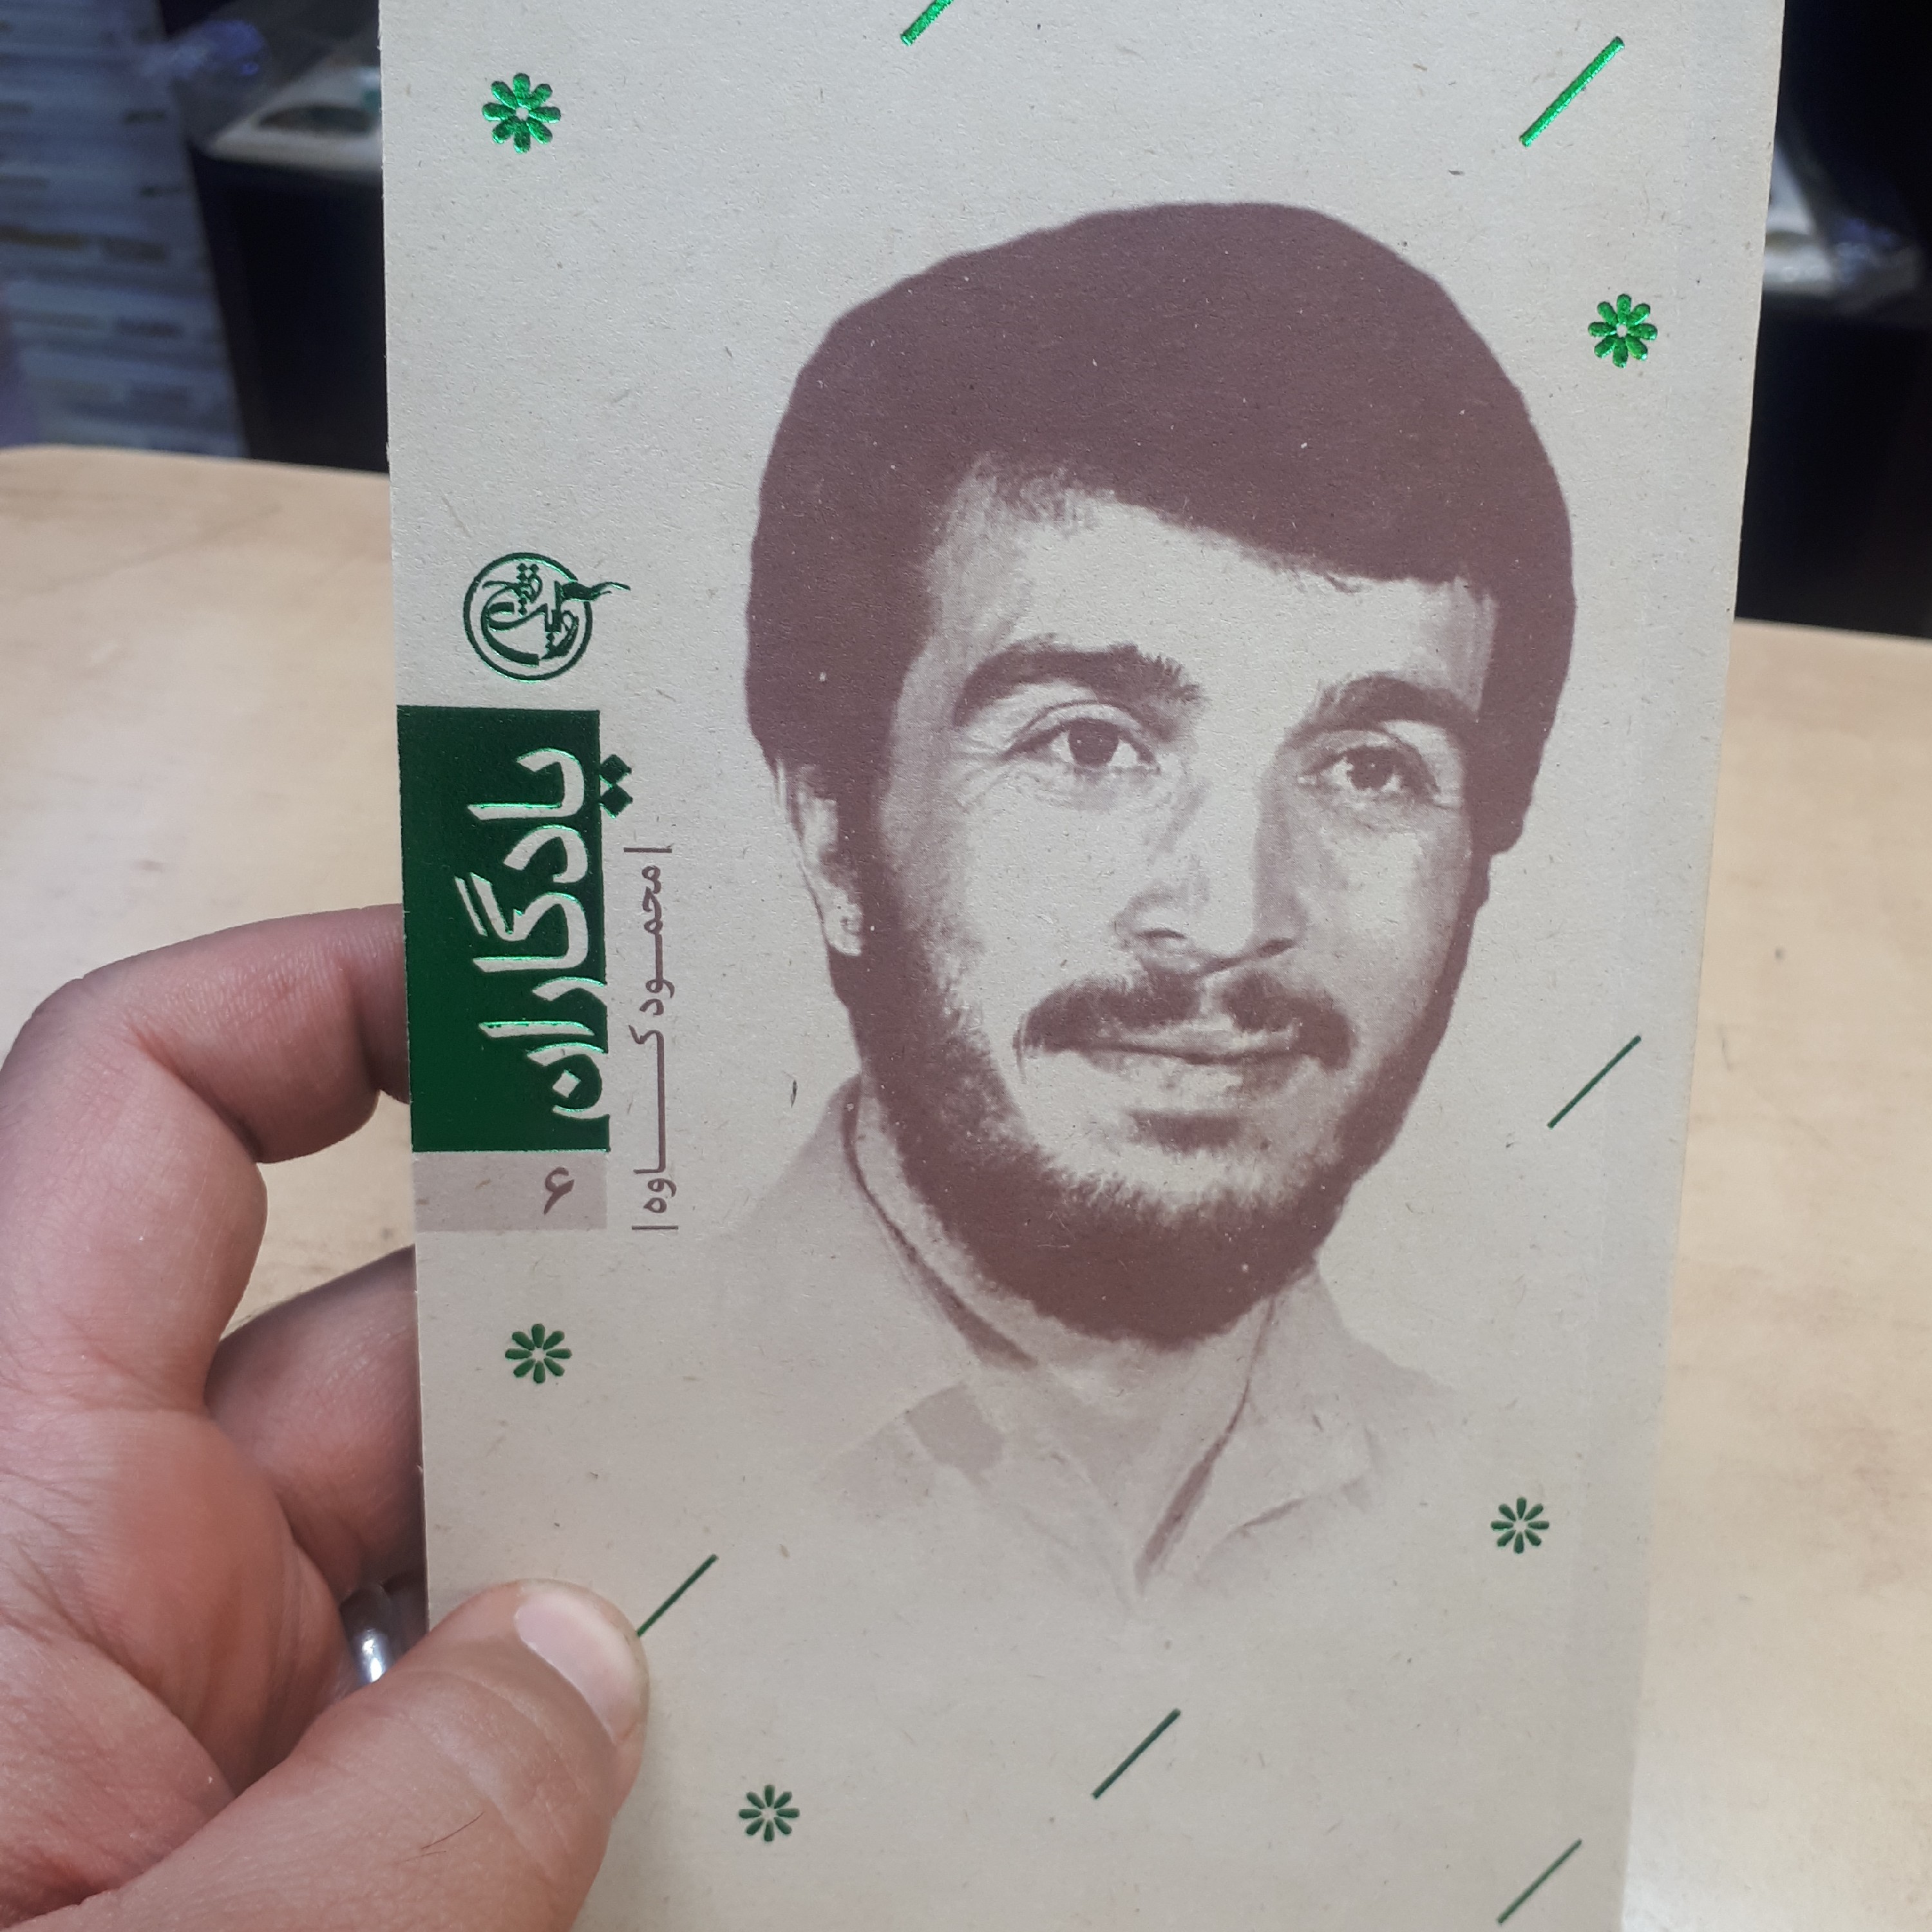 یادگاران
۶
محمود کاوه